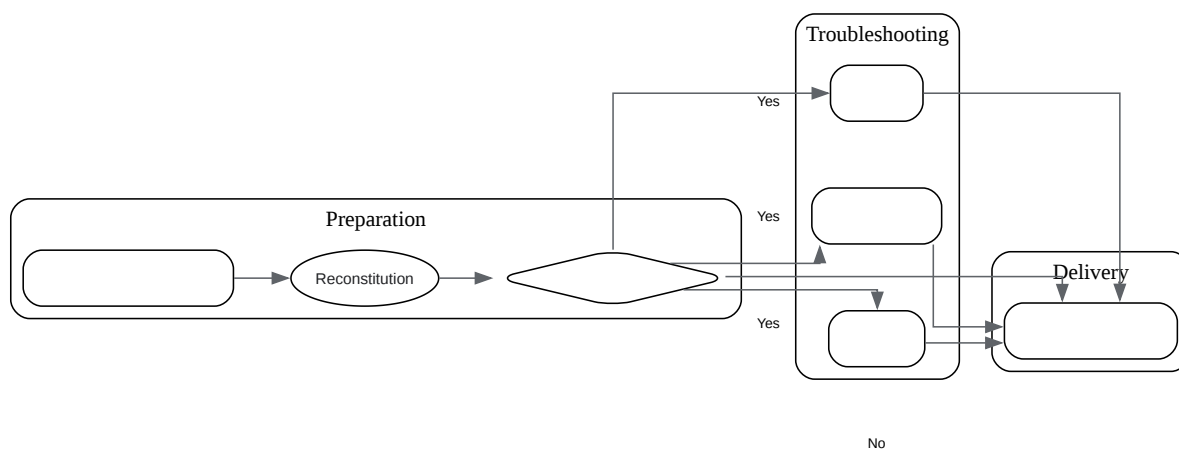 Troubleshooting
Yes
Yes
Preparation
Delivery
Reconstitution
Yes
No